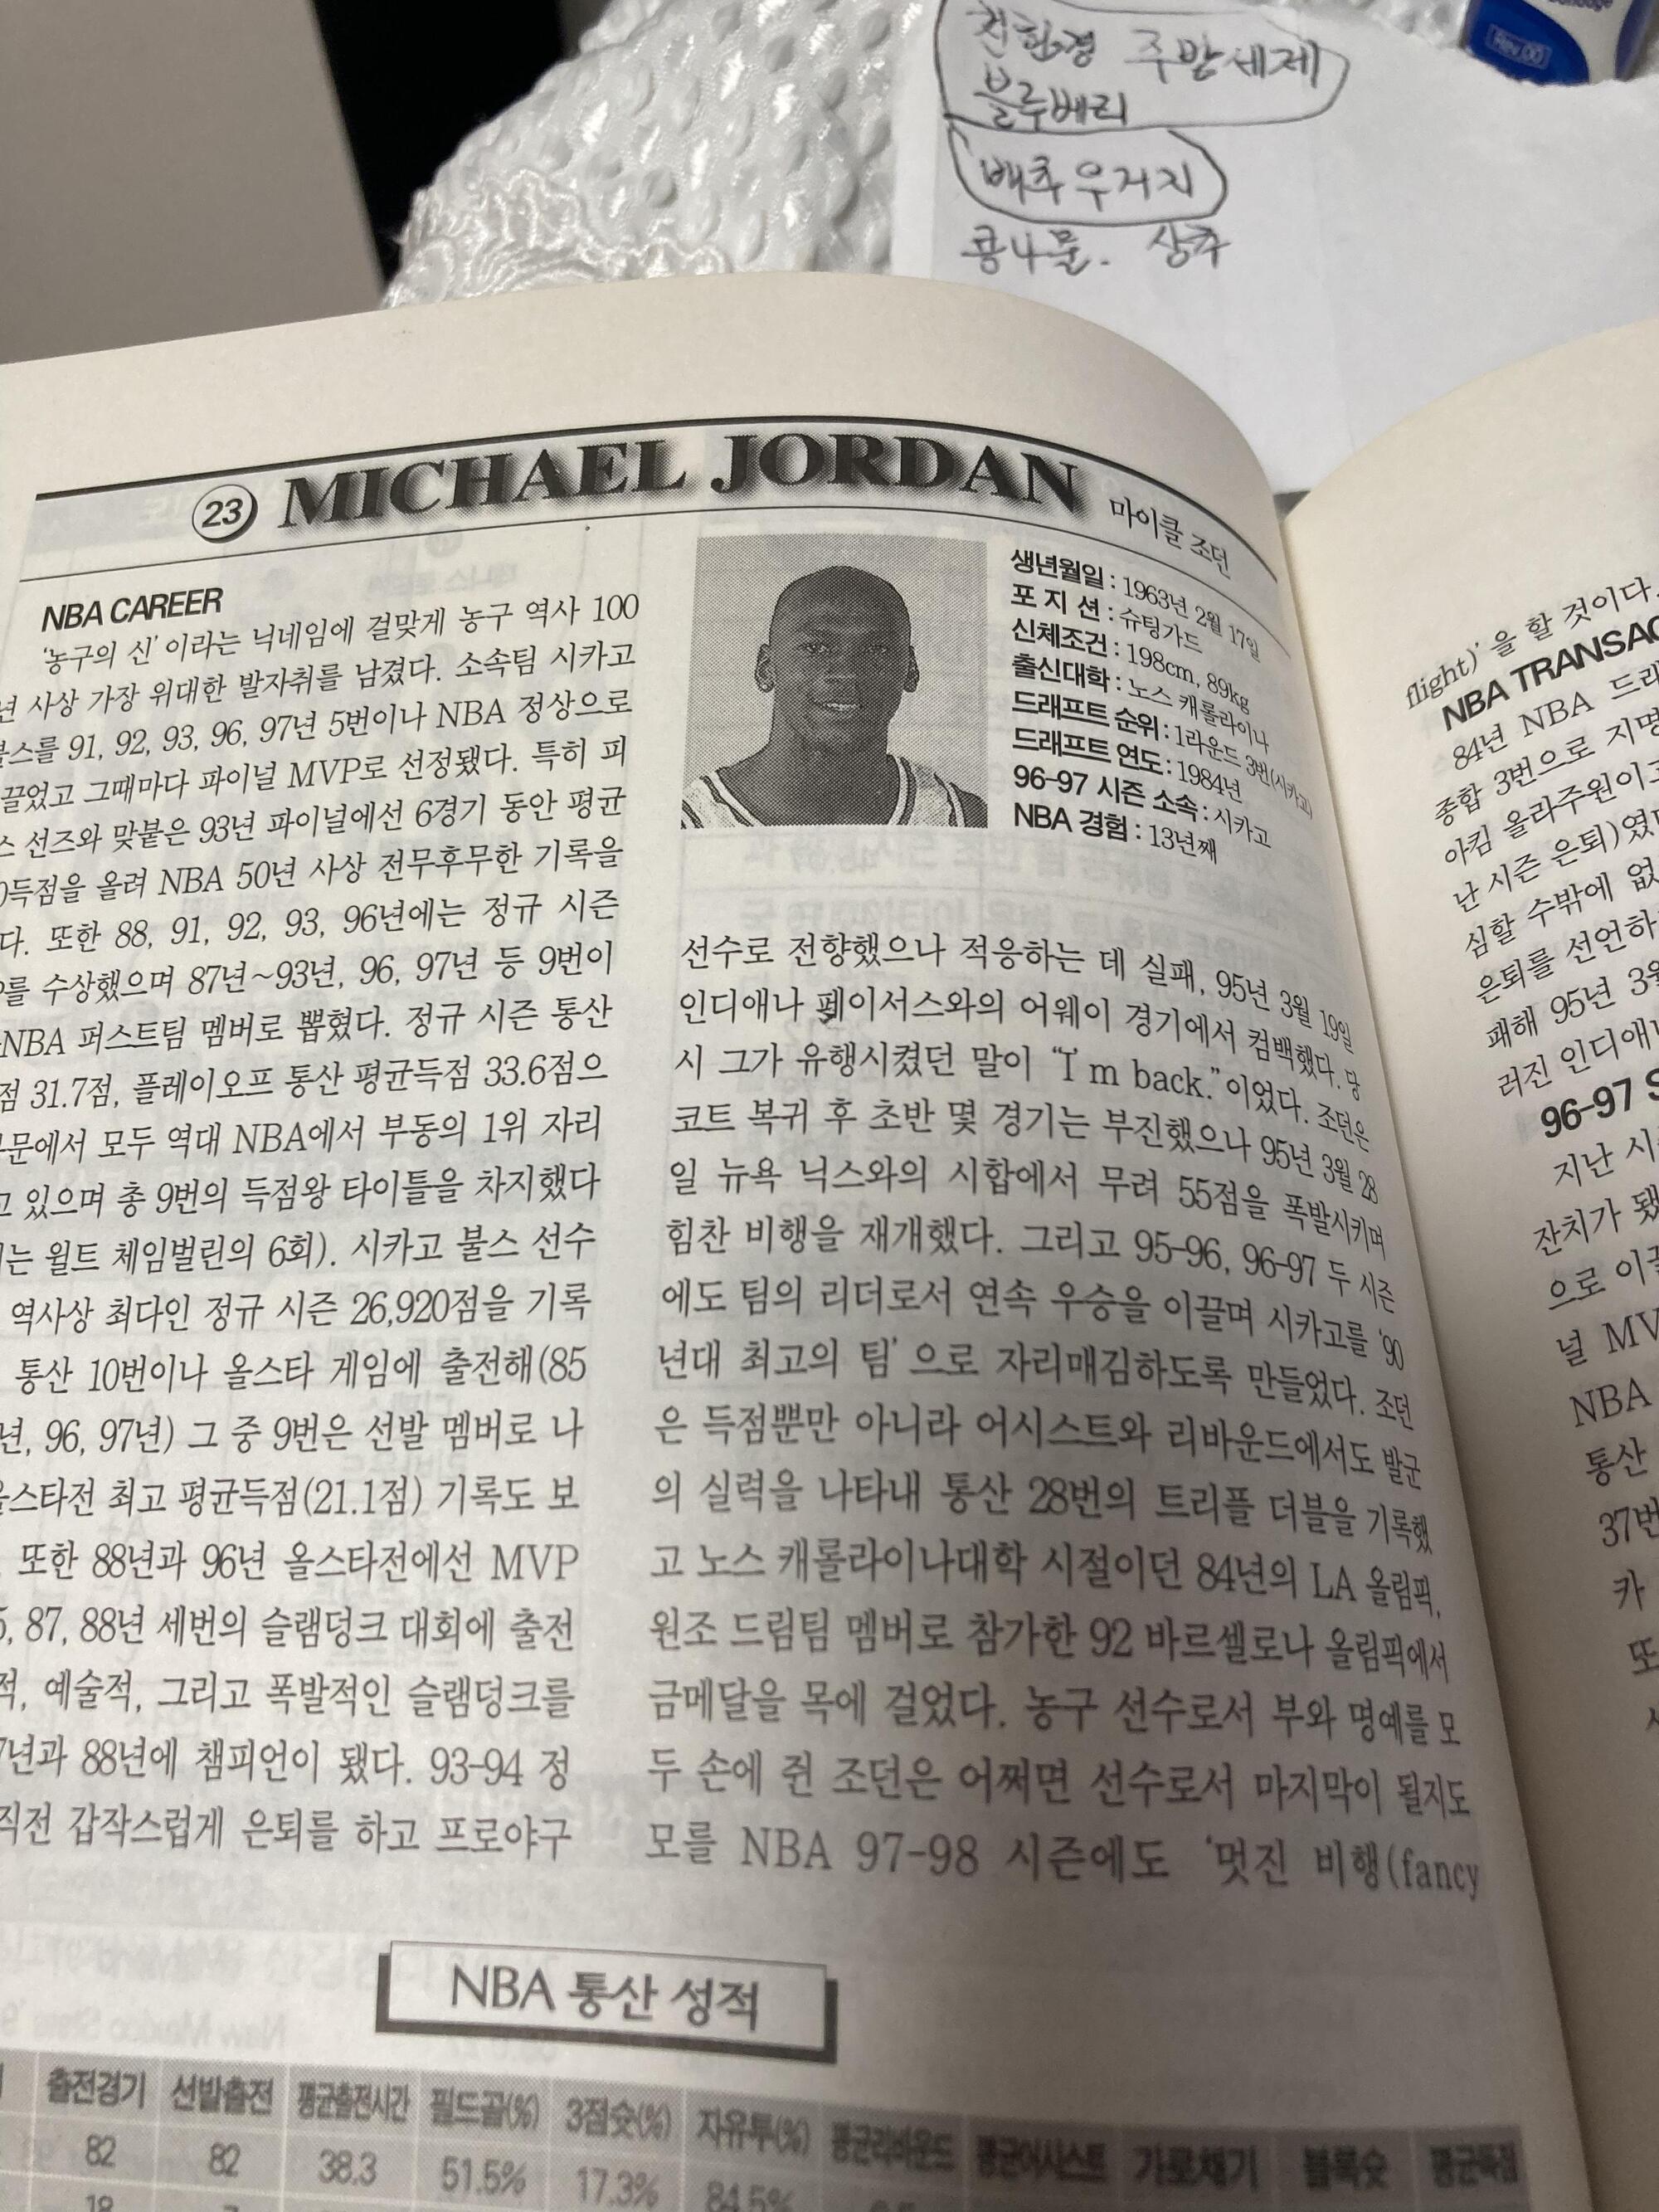 Rev 00
친환경 주방세제
블루베리
배추우거지
콩나물. 상추
23 MICHAEL JORDAN 마이클 조던
생년월일 : 1963년 2월 17일
포 지 션 : 슈팅가드
신체조건 : 198cm, 89kg
출신대학 : 노스 캐롤라이나
드래프트 순위 : 1라운드 3번(시카고)
드래프트 연도 : 1984년
96-97 시즌 소속 : 시카고
NBA 경험 : 13년째
NBA CAREER
‘농구의 신’ 이라는 닉네임에 걸맞게 농구 역사 100
년 사상 가장 위대한 발자취를 남겼다. 소속팀 시카고
불스를 91, 92, 93, 96, 97년 5번이나 NBA 정상으로
끌었고 그때마다 파이널 MVP로 선정됐다. 특히 피
스 선즈와 맞붙은 93년 파이널에선 6경기 동안 평균
득점을 올려 NBA 50년 사상 전무후무한 기록을
다. 또한 88, 91, 92, 93, 96년에는 정규 시즌
를 수상했으며 87년~93년, 96, 97년 등 9번이
-NBA 퍼스트팀 멤버로 뽑혔다. 정규 시즌 통산
점 31.7점, 플레이오프 통산 평균득점 33.6점으
문에서 모두 역대 NBA에서 부동의 1위 자리
고 있으며 총 9번의 득점왕 타이틀을 차지했다
는 윌트 체임벌린의 6회). 시카고 불스 선수
역사상 최다인 정규 시즌 26,920점을 기록
통산 10번이나 올스타 게임에 출전해(85
년, 96, 97년) 그 중 9번은 선발 멤버로 나
올스타전 최고 평균득점(21.1점) 기록도 보
또한 88년과 96년 올스타전에선 MVP
5, 87, 88년 세번의 슬램덩크 대회에 출전
적, 예술적, 그리고 폭발적인 슬램덩크를
7년과 88년에 챔피언이 됐다. 93-94 정
직전 갑작스럽게 은퇴를 하고 프로야구
선수로 전향했으나 적응하는 데 실패, 95년 3월 19일
인디애나 페이서스와의 어웨이 경기에서 컴백했다. 당
시 그가 유행시켰던 말이 “I’m back.”이었다. 조던은
코트 복귀 후 초반 몇 경기는 부진했으나 95년 3월 28
일 뉴욕 닉스와의 시합에서 무려 55점을 폭발시키며
힘찬 비행을 재개했다. 그리고 95-96, 96-97 두 시즌
에도 팀의 리더로서 연속 우승을 이끌며 시카고를 ‘90
년대 최고의 팀’ 으로 자리매김하도록 만들었다. 조던
은 득점뿐만 아니라 어시스트와 리바운드에서도 발군
의 실력을 나타내 통산 28번의 트리플 더블을 기록했
고 노스 캐롤라이나대학 시절이던 84년의 LA 올림픽,
원조 드림팀 멤버로 참가한 92 바르셀로나 올림픽에서
금메달을 목에 걸었다. 농구 선수로서 부와 명예를 모
두 손에 쥔 조던은 어쩌면 선수로서 마지막이 될지도
모를 NBA 97-98 시즌에도 ‘멋진 비행(fancy
NBA 통산 성적
출전경기 선발출전 평균출전시간 필드골(%) 3점슛(%) 자유투(%) 평균리바운드 평균어시스트 가로채기 블록슛 평균득점
82 82 38.3 51.5% 17.3% 84.5%
18
flight)’을 할 것이다.
NBA TRANSAC
84년 NBA 드래
종합 3번으로 지명
아킴 올라주원이고
난 시즌 은퇴)였
심할 수밖에 없
은퇴를 선언하
패해 95년 3월
러진 인디애나
96-97 S
지난 시
잔치가 됐
으로 이끌
널 MV
NBA
통산
37번
카
또